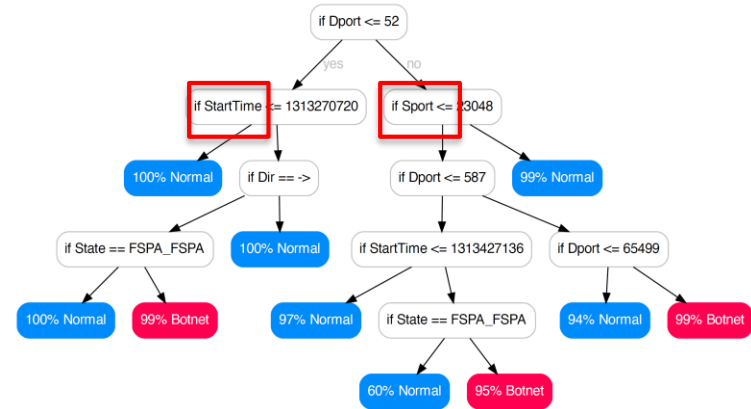 if Dport <= 52
yes
no
if StartTime <= 1313270720
if Sport <= 23048
100% Normal
if Dir == ->
if Dport <= 587
99% Normal
if State == FSPA_FSPA
100% Normal
if StartTime <= 1313427136
if Dport <= 65499
100% Normal
99% Botnet
97% Normal
if State == FSPA_FSPA
94% Normal
99% Botnet
60% Normal
95% Botnet